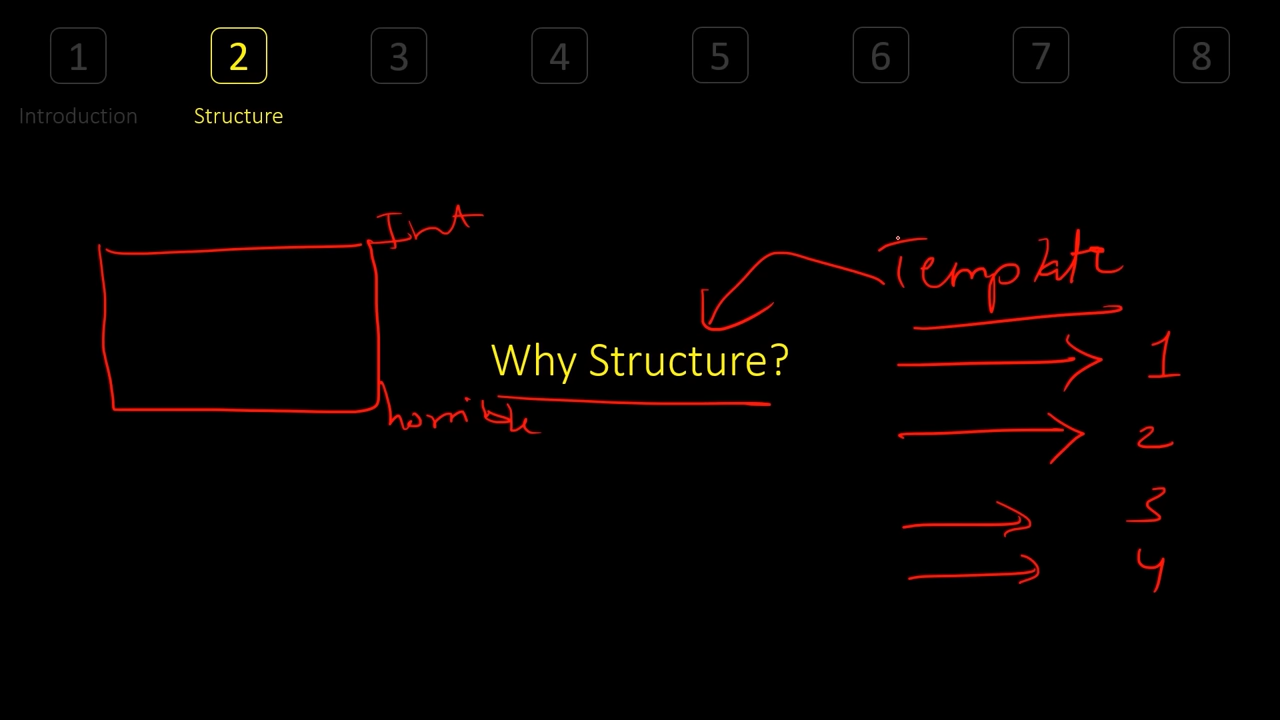 1 2 3 4 5 6 7 8
Introduction Structure
Template
Why Structure?
horrible
1
2
3
4